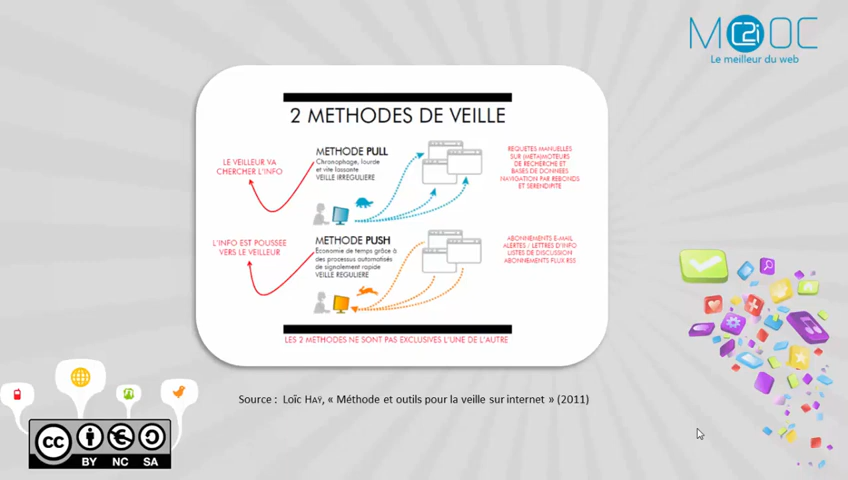 MOOC
C2i
Le meilleur du web
2 METHODES DE VEILLE
METHODE PULL
Chronophage, lourde
et vite lassante
VEILLE IRREGULIERE
LE VEILLEUR VA
CHERCHER L'INFO
REQUETES MANUELLES
SUR (META)MOTEURS
DE RECHERCHE ET
BASES DE DONNEES
NAVIGATION PAR REBONDS
ET SERENDIPITE
METHODE PUSH
Economie de temps grâce à
des processus automatisés
de signalement rapide
VEILLE REGULIERE
L'INFO EST POUSSEE
VERS LE VEILLEUR
ABONNEMENTS E-MAIL
ALERTES / LETTRES D'INFO
LISTES DE DISCUSSION
ABONNEMENTS FLUX RSS
LES 2 METHODES NE SONT PAS EXCLUSIVES L'UNE DE L'AUTRE
Source : Loïc Haÿ, « Méthode et outils pour la veille sur internet » (2011)
cc
BY NC SA